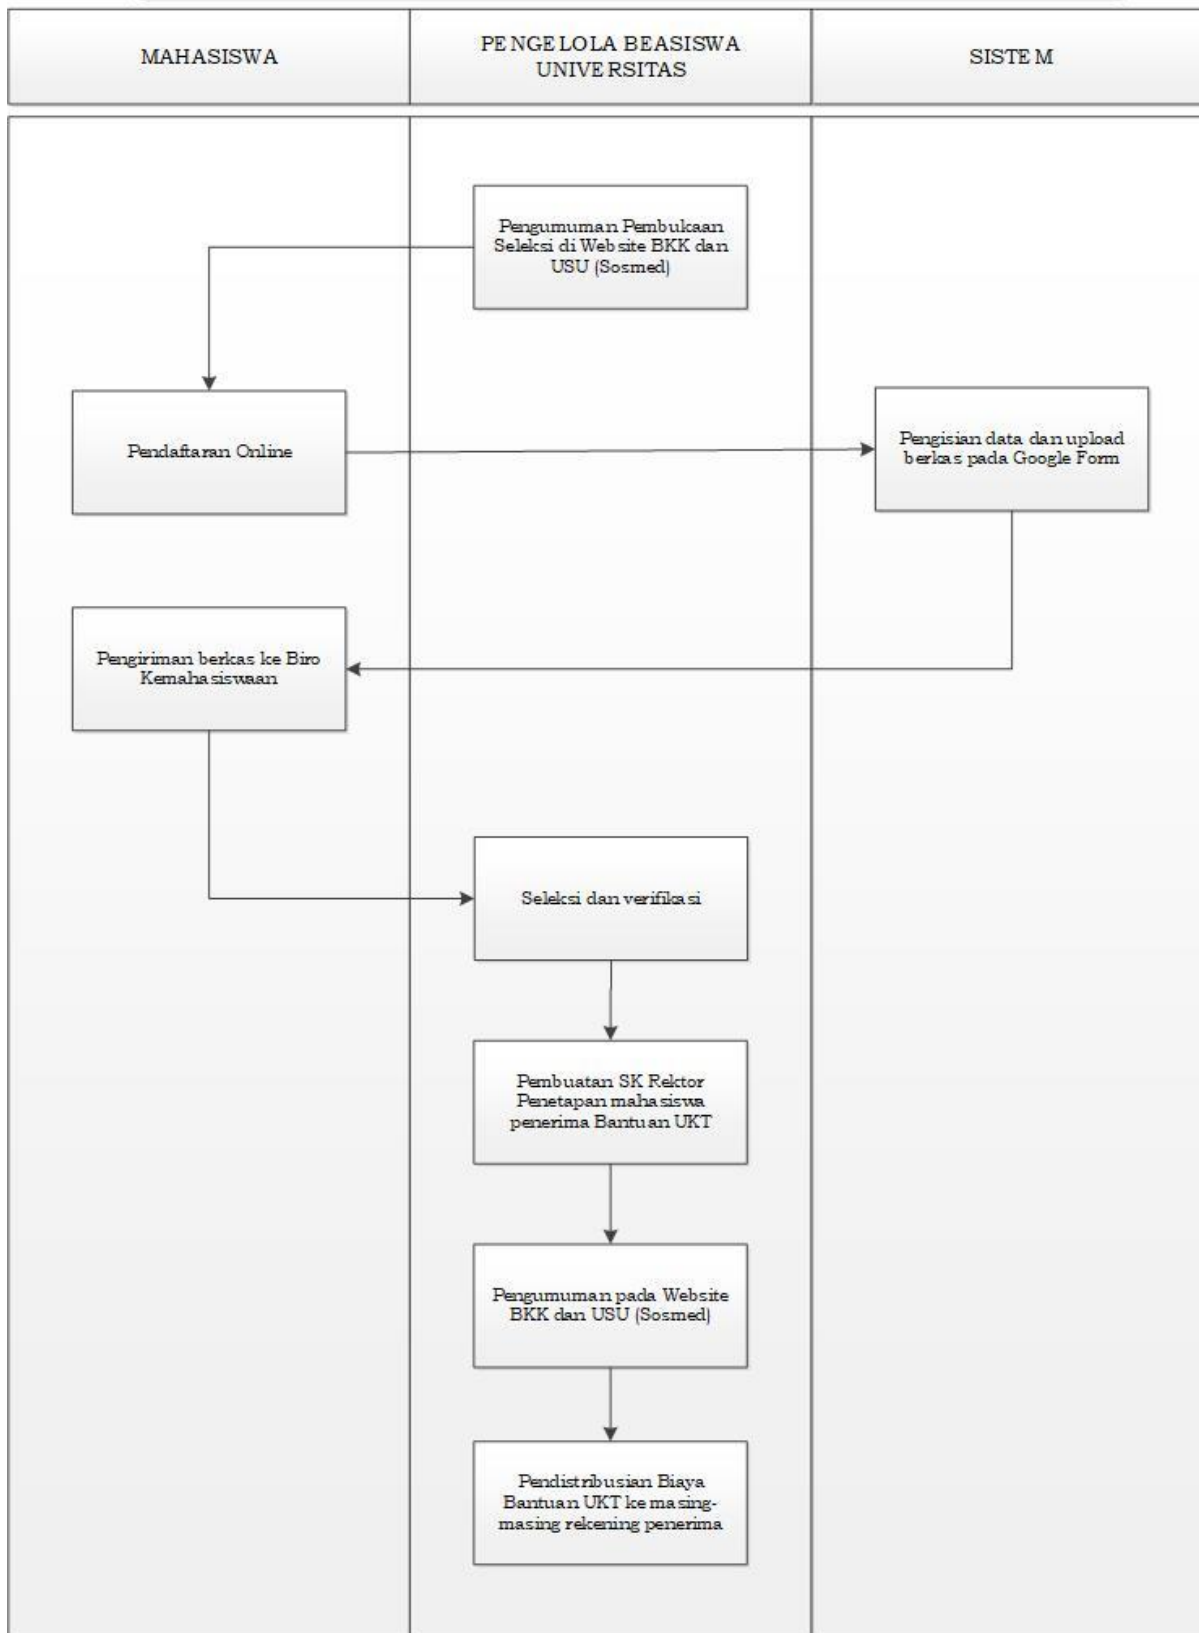 MAHASISWA
PENGELOLA BEASISWA
UNIVERSITAS
SISTEM
Pengumuman Pembukaan
Seleksi di Website BKK dan
USU (Sosmed)
Pendaftaran Online
Pengisian data dan upload
berkas pada Google Form
Pengiriman berkas ke Biro
Kemahasiswaan
Seleksi dan verifikasi
Pembuatan SK Rektor
Penetapan mahasiswa
penerima Bantuan UKT
Pengumuman pada Website
BKK dan USU (Sosmed)
Pendistribusian Biaya
Bantuan UKT ke masing-
masing rekening penerima